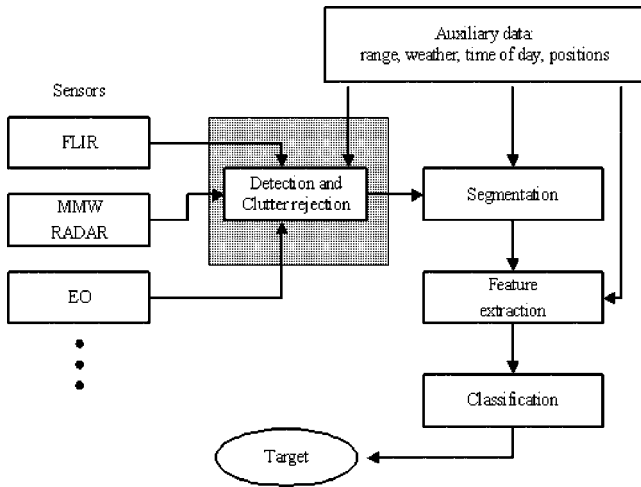 Auxiliary data:
range, weather, time of day, positions
Sensors
FLIR
Detection and
Clutter rejection
MMW
RADAR
Segmentation
EO
Feature
extraction
Classification
Target